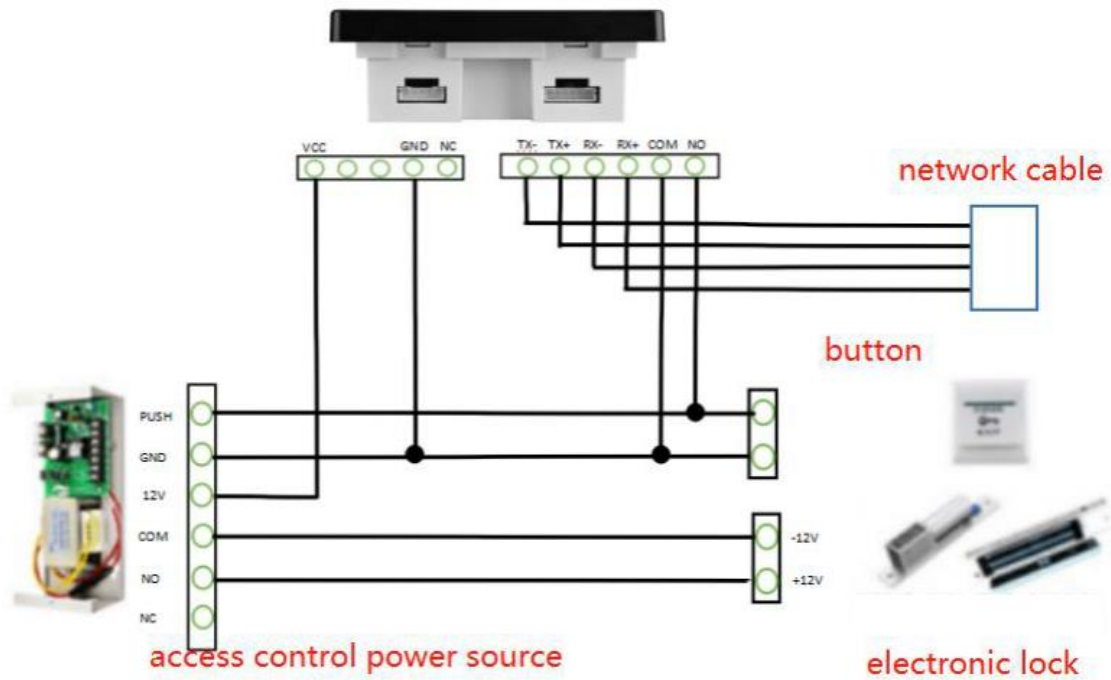 VCC GND NC
TX- TX+ RX- RX+ COM NO
network cable
button
PUSH
GND
12V
COM
NO
NC
-12V
+12V
access control power source
electronic lock